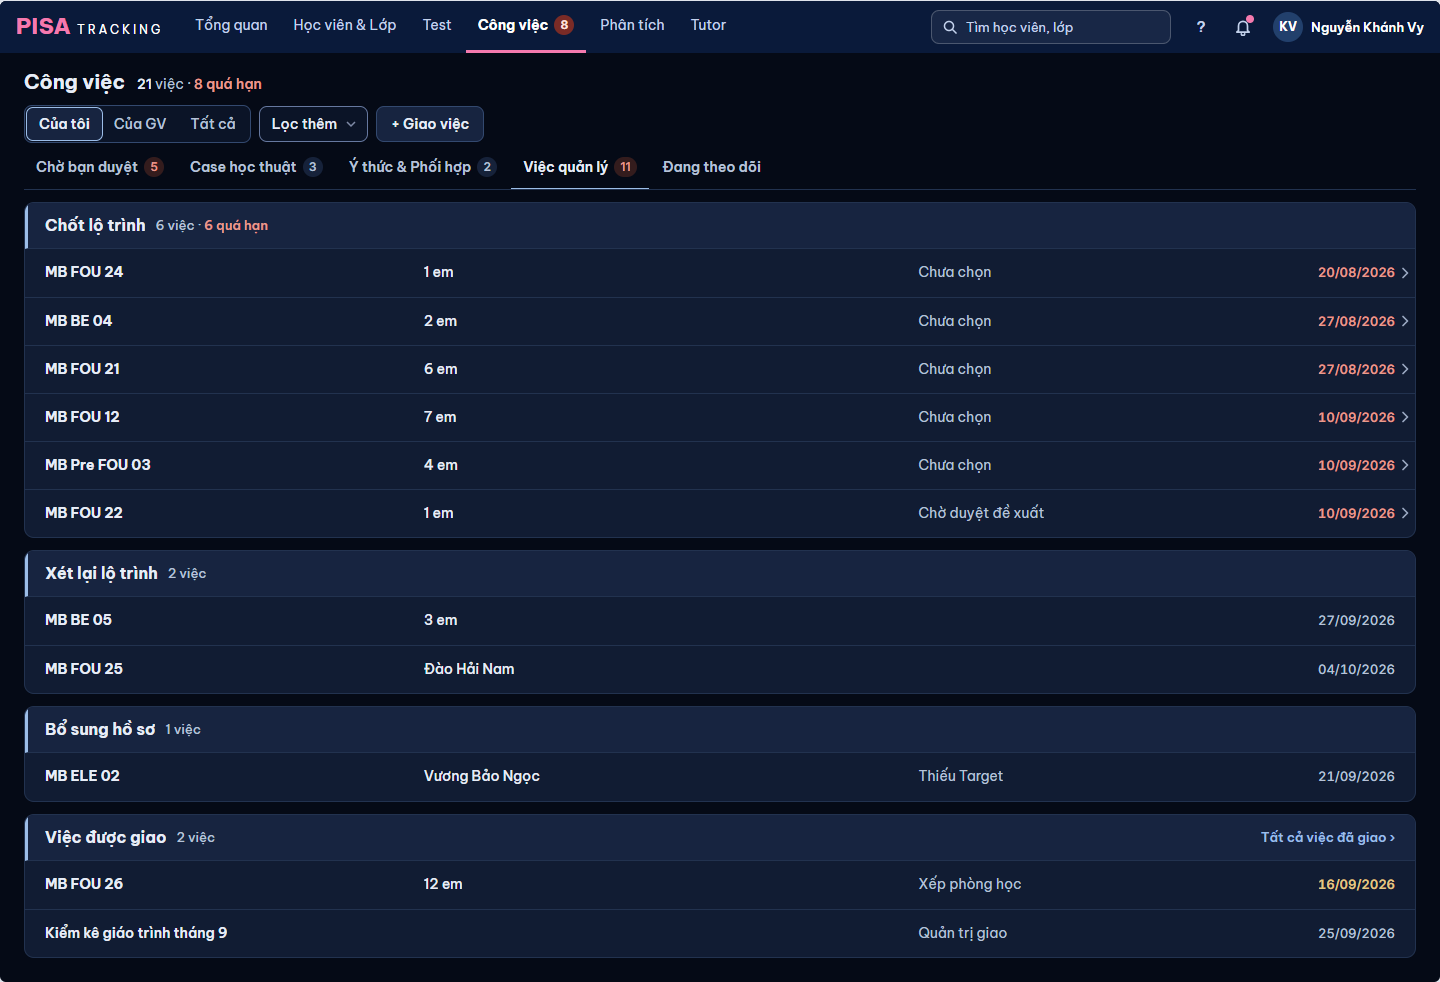 PISA TRACKING Tổng quan Học viên & Lớp Test Công việc 8 Phân tích Tutor Tìm học viên, lớp ? KV Nguyễn Khánh Vy
Công việc 21 việc · 8 quá hạn
Của tôi Của GV Tất cả Lọc thêm + Giao việc
Chờ bạn duyệt 5 Case học thuật 3 Ý thức & Phối hợp 2 Việc quản lý 11 Đang theo dõi
Chốt lộ trình 6 việc · 6 quá hạn
MB FOU 24 1 em Chưa chọn 20/08/2026
MB BE 04 2 em Chưa chọn 27/08/2026
MB FOU 21 6 em Chưa chọn 27/08/2026
MB FOU 12 7 em Chưa chọn 10/09/2026
MB Pre FOU 03 4 em Chưa chọn 10/09/2026
MB FOU 22 1 em Chờ duyệt đề xuất 10/09/2026
Xét lại lộ trình 2 việc
MB BE 05 3 em 27/09/2026
MB FOU 25 Đào Hải Nam 04/10/2026
Bổ sung hồ sơ 1 việc
MB ELE 02 Vương Bảo Ngọc Thiếu Target 21/09/2026
Việc được giao 2 việc Tất cả việc đã giao ›
MB FOU 26 12 em Xếp phòng học 16/09/2026
Kiểm kê giáo trình tháng 9 Quản trị giao 25/09/2026